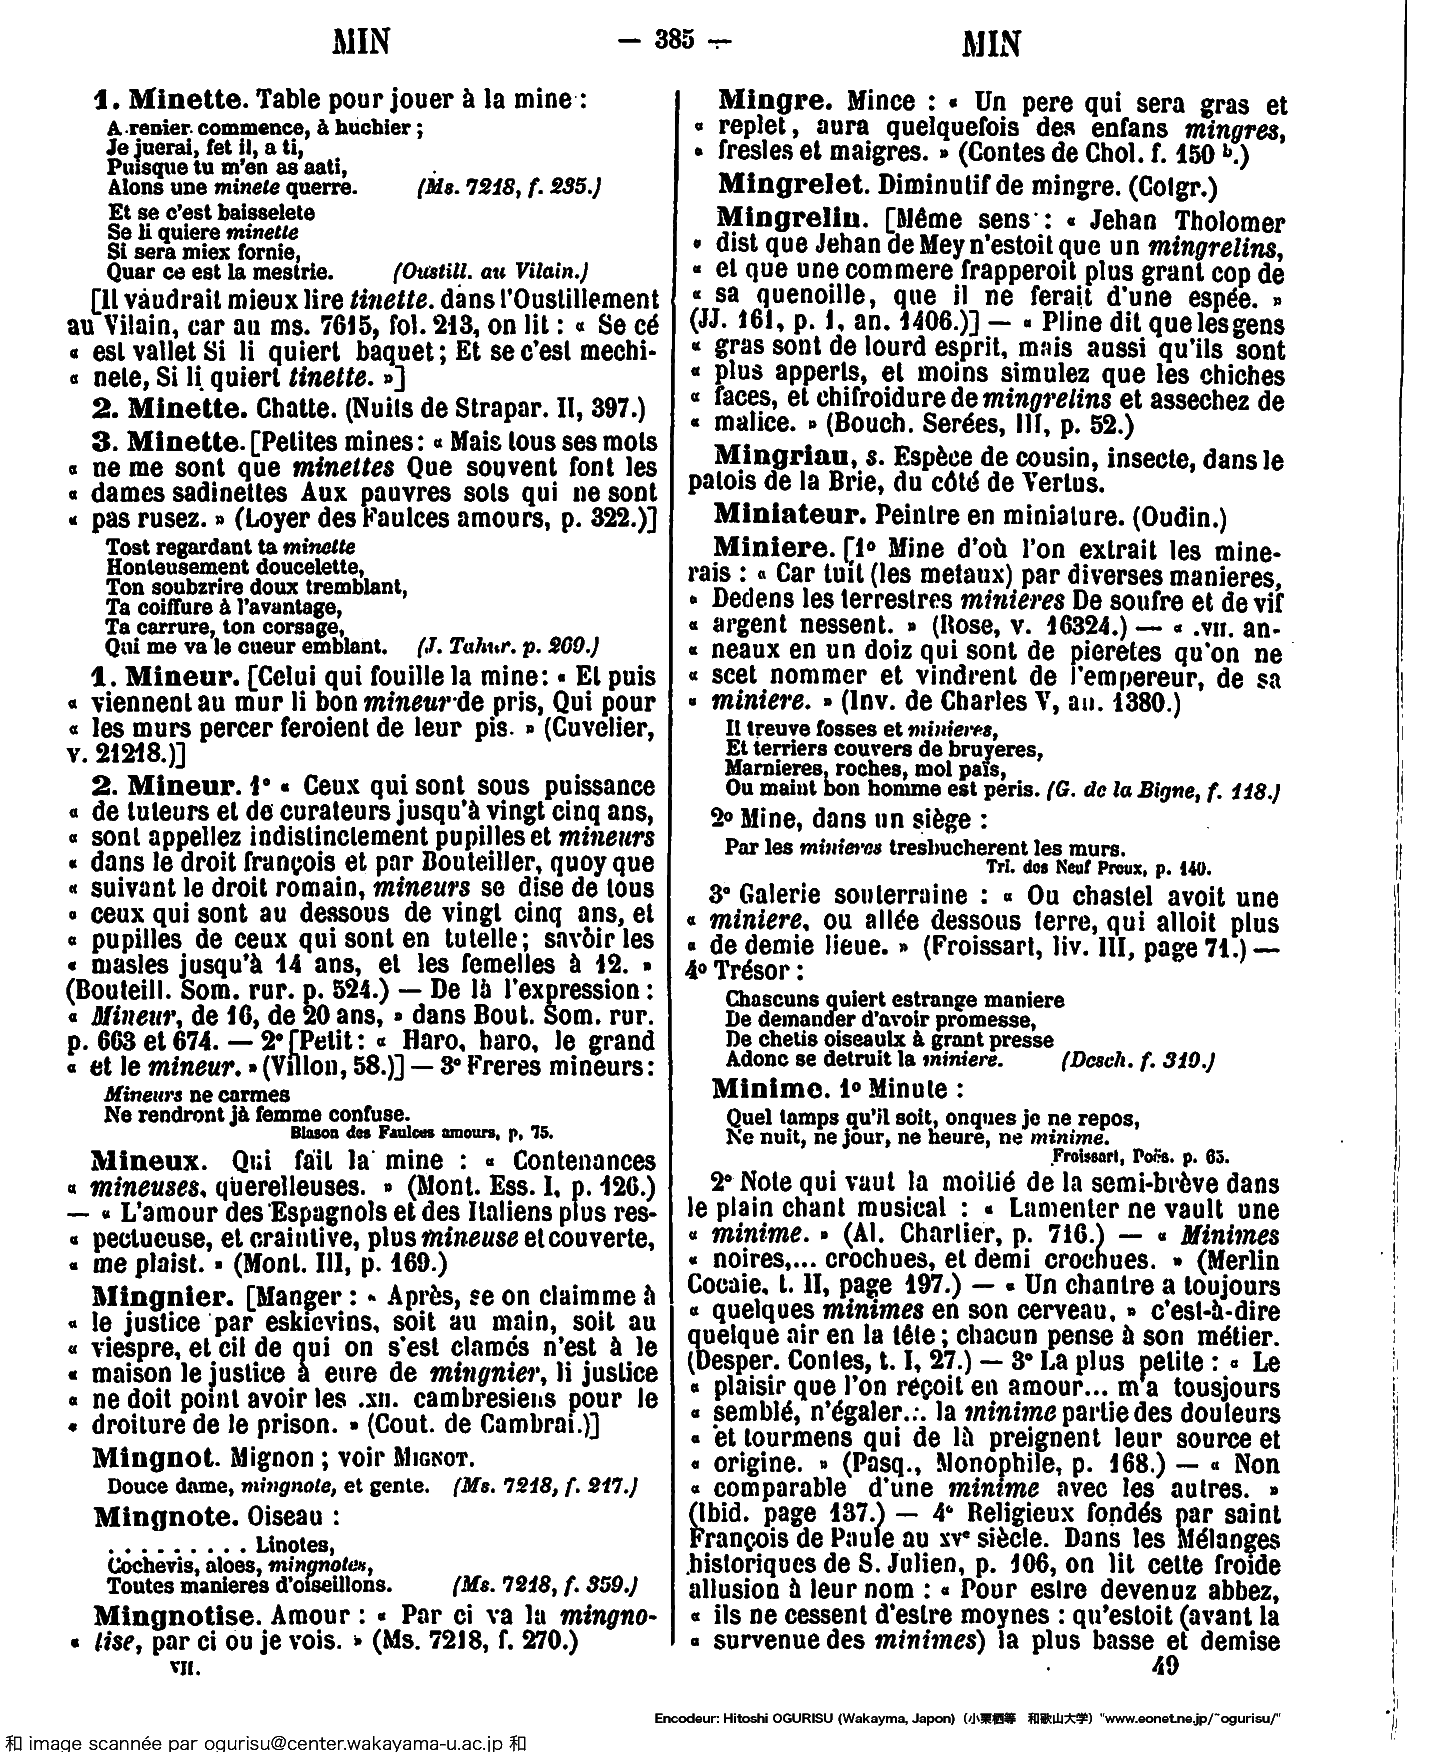 MIN
— 385 —
MIN
1. Minette. Table pour jouer à la mine :
A renier commence, à huchier ;
Je juerai, fet il, a ti,
Puisque tu m'en as aati,
Alons une minete querre. (Ms. 7218, f. 235.)
Et se c'est baisselete
Se li quiere minette
Si sera miex fornie,
Quar ce est la mestrie. (Oustill. au Vilain.)
[Il vaudrait mieux lire tinette. dans l'Oustillement
au Vilain, car au ms. 7615, fol. 213, on lit : « Se cé
« est vallet Si li quiert baquet ; Et se c'est mechi-
« nete, Si li quiert tinette. »]
2. Minette. Chatte. (Nuits de Strapar. II, 397.)
3. Minette. [Petites mines : « Mais tous ses mots
« ne me sont que minettes Que souvent font les
« dames sadinettes Aux pauvres sots qui ne sont
« pas rusez. » (Loyer des Faulces amours, p. 322.)]
Tost regardant ta minette
Honteusement doucelette,
Ton soubzrire doux tremblant,
Ta coiffure à l'avantage,
Ta carrure, ton corsage,
Qui me va le cueur emblant. (J. Tahur. p. 269.)
1. Mineur. [Celui qui fouille la mine : « Et puis
« viennent au mur li bon mineur de pris, Qui pour
« les murs percer feroient de leur pis. » (Cuvelier,
v. 21218.)]
2. Mineur. 1° « Ceux qui sont sous puissance
« de tuteurs et de curateurs jusqu'à vingt cinq ans,
« sont appellez indistinctement pupilles et mineurs
« dans le droit françois et par Bouteiller, quoy que
« suivant le droit romain, mineurs se dise de tous
« ceux qui sont au dessous de vingt cinq ans, et
« pupilles de ceux qui sont en tutelle ; savoir les
« masles jusqu'à 14 ans, et les femelles à 12. »
(Bouteill. Som. rur. p. 524.) — De là l'expression :
« Mineur, de 16, de 20 ans, » dans Bout. Som. rur.
p. 663 et 674. — 2° [Petit : « Haro, haro, le grand
« et le mineur. » (Villon, 58.)] — 3° Freres mineurs :
Mineurs ne carmes
Ne rendront jà femme confuse.
Blason des Faulces amours, p, 75.
Mineux. Qui fait la mine : « Contenances
« mineuses, querelleuses. » (Mont. Ess. I, p. 126.)
— « L'amour des Espagnols et des Italiens plus res-
« pectueuse, et craintive, plus mineuse et couverte,
« me plaist. » (Mont. III, p. 169.)
Mingnier. [Manger : « Après, se on claimme à
« le justice par eskievins, soit au main, soit au
« viespre, et cil de qui on s'est clamés n'est à le
« maison le justice à eure de mingnier, li justice
« ne doit point avoir les .XII. cambresiens pour le
« droiture de le prison. » (Cout. de Cambrai.)]
Mingnot. Mignon ; voir MIGNOT.
Douce dame, mingnote, et gente. (Ms. 7218, f. 217.)
Mingnote. Oiseau :
. . . . . . . . . Linotes,
Cochevis, aloes, mingnotes,
Toutes manieres d'oiseillons. (Ms. 7218, f. 359.)
Mingnotise. Amour : « Par ci va la mingno-
« tise, par ci ou je vois. » (Ms. 7218, f. 270.)
VII.
Mingre. Mince : « Un pere qui sera gras et
« replet, aura quelquefois des enfans mingres,
« fresles et maigres. » (Contes de Chol. f. 150 b.)
Mingrelet. Diminutif de mingre. (Cotgr.)
Mingrelin. [Même sens : « Jehan Tholomer
« dist que Jehan de Mey n'estoit que un mingrelins,
« et que une commere frapperoit plus grant cop de
« sa quenoille, que il ne ferait d'une espée. »
(JJ. 161, p. 1, an. 1406.)] — « Pline dit que les gens
« gras sont de lourd esprit, mais aussi qu'ils sont
« plus apperts, et moins simulez que les chiches
« faces, et chifroidure de mingrelins et assechez de
« malice. » (Bouch. Serées, III, p. 52.)
Mingriau, s. Espèce de cousin, insecte, dans le
patois de la Brie, du côté de Vertus.
Miniateur. Peintre en miniature. (Oudin.)
Miniere. [1° Mine d'où l'on extrait les mine-
rais : « Car tuit (les metaux) par diverses manieres,
« Dedens les terrestres minieres De soufre et de vif
« argent nessent. » (Rose, v. 16324.) — « .VII. an-
« neaux en un doiz qui sont de pieretes qu'on ne
« scet nommer et vindrent de l'empereur, de sa
« miniere. » (Inv. de Charles V, an. 1380.)
Il treuve fosses et minieres,
Et terriers couvers de bruyeres,
Marnieres, roches, mol païs,
Ou maint bon homme est peris. (G. de la Bigne, f. 118.)
2° Mine, dans un siège :
Par les minieres tresbucherent les murs.
Tri. des Neuf Preux, p. 140.
3° Galerie souterraine : « Ou chastel avoit une
« miniere, ou allée dessous terre, qui alloit plus
« de demie lieue. » (Froissart, liv. III, page 71.) —
4° Trésor :
Chascuns quiert estrange maniere
De demander d'avoir promesse,
De chetis oiseaulx à grant presse
Adonc se detruit la miniere. (Desch. f. 310.)
Minime. 1° Minute :
Quel tamps qu'il soit, onques je ne repos,
Ne nuit, ne jour, ne heure, ne minime.
Froissart, Poës. p. 65.
2° Note qui vaut la moitié de la semi-brève dans
le plain chant musical : « Lamenter ne vault une
« minime. » (Al. Chartier, p. 716.) — « Minimes
« noires,... crochues, et demi crochues. » (Merlin
Cocaie, t. II, page 197.) — « Un chantre a toujours
« quelques minimes en son cerveau, » c'est-à-dire
quelque air en la tête ; chacun pense à son métier.
(Desper. Contes, t. I, 27.) — 3° La plus petite : « Le
« plaisir que l'on reçoit en amour... m'a tousjours
« semblé, n'égaler... la minime partie des douleurs
« et tourmens qui de là preignent leur source et
« origine. » (Pasq., Monophile, p. 168.) — « Non
« comparable d'une minime avec les autres. »
(Ibid. page 137.) — 4° Religieux fondés par saint
François de Paule au XVe siècle. Dans les Mélanges
historiques de S. Julien, p. 106, on lit cette froide
allusion à leur nom : « Pour estre devenuz abbez,
« ils ne cessent d'estre moynes : qu'estoit (avant la
« survenue des minimes) la plus basse et demise
49
Encodeur: Hitoshi OGURISU (Wakayma, Japon) (小栗栖等 和歌山大学) "www.eonet.ne.jp/~ogurisu/"
和 image scannée par ogurisu@center.wakayama-u.ac.jp 和